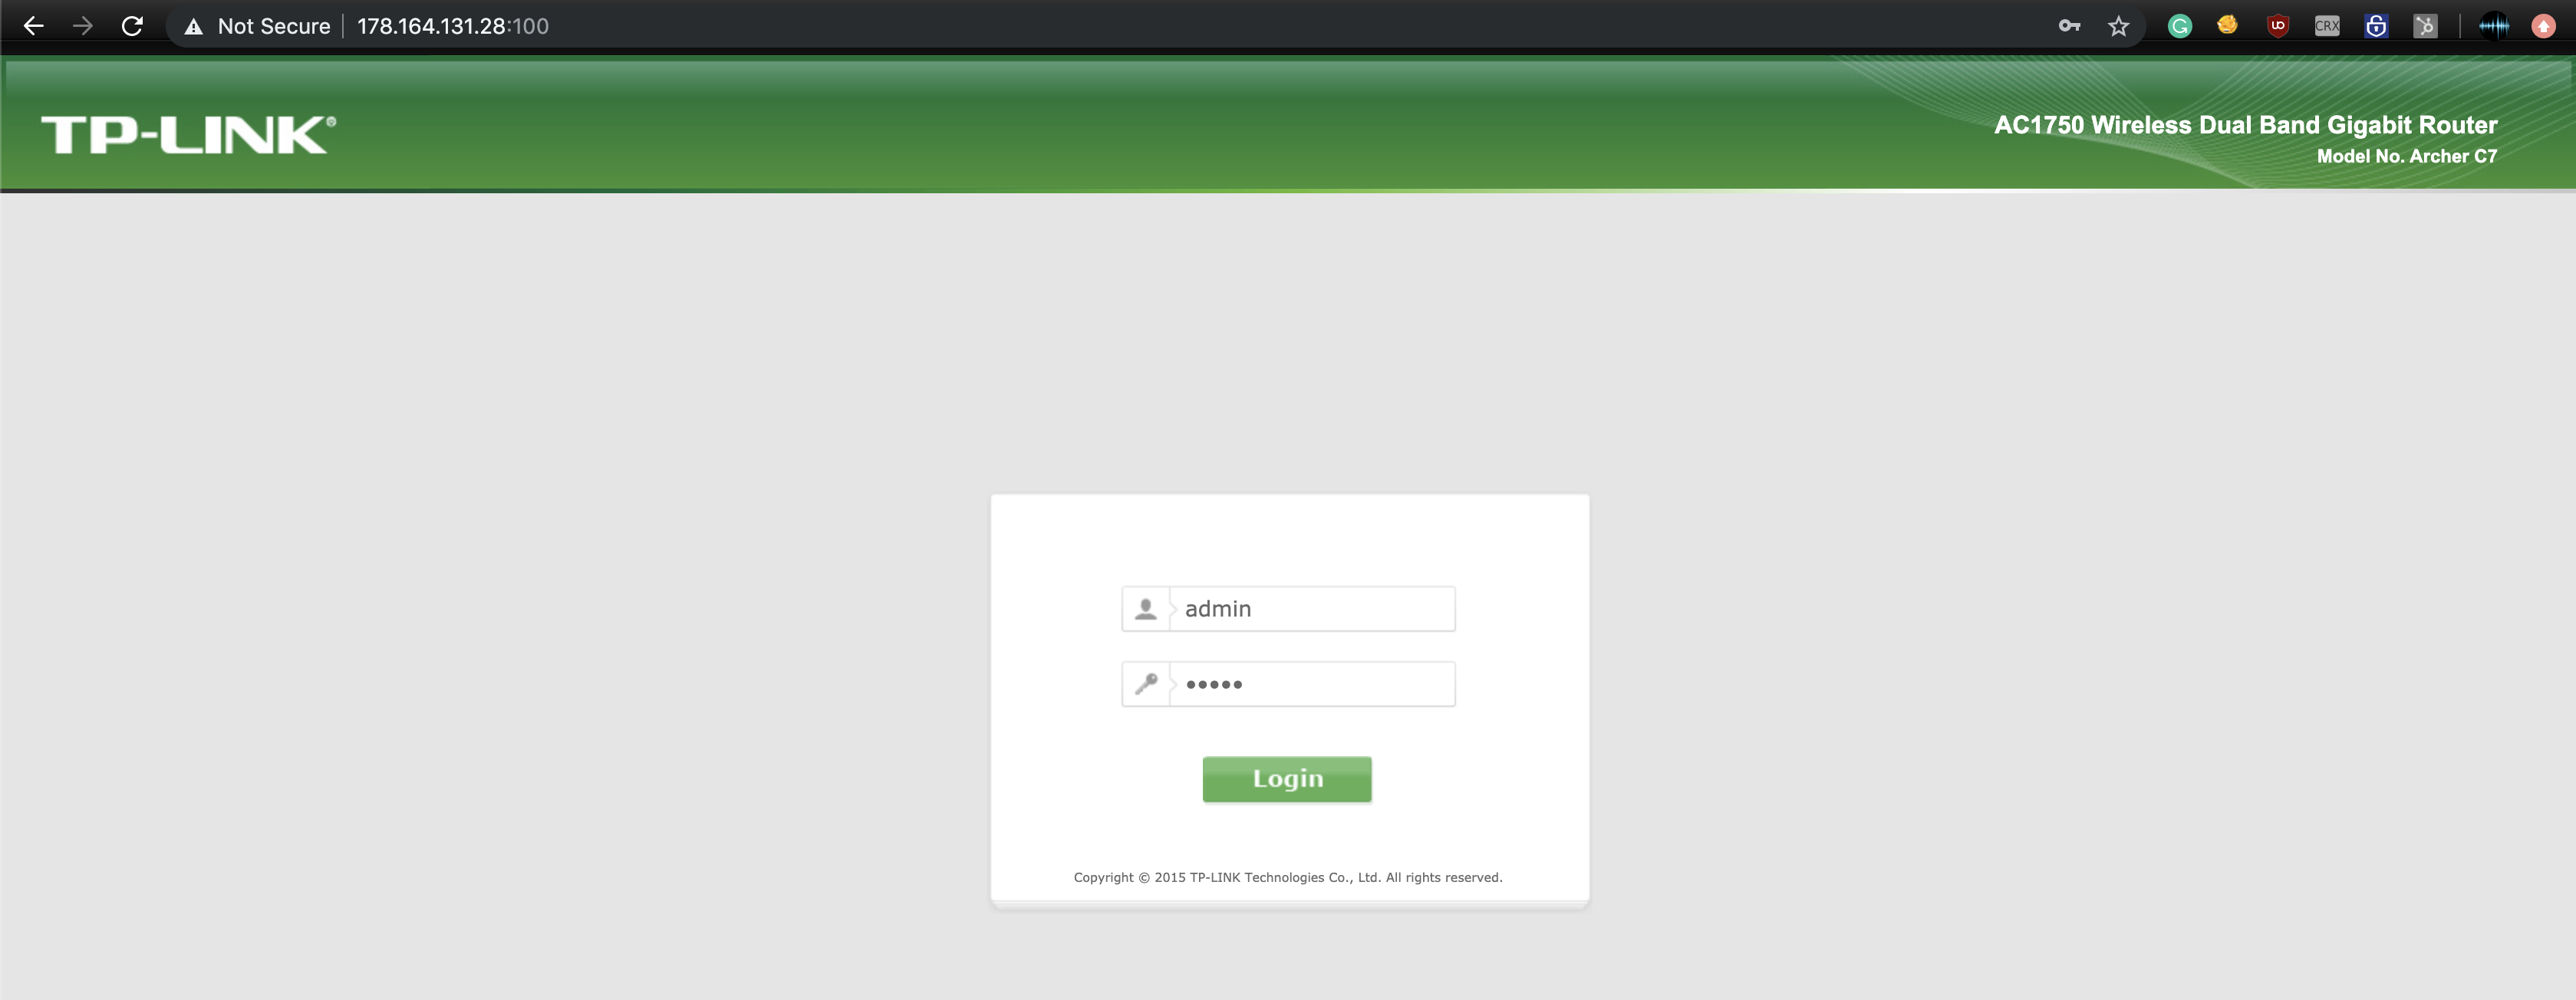 Not Secure | 178.164.131.28:100
CRX
TP-LINK®
AC1750 Wireless Dual Band Gigabit Router
Model No. Archer C7
admin
•••••
Login
Copyright © 2015 TP-LINK Technologies Co., Ltd. All rights reserved.